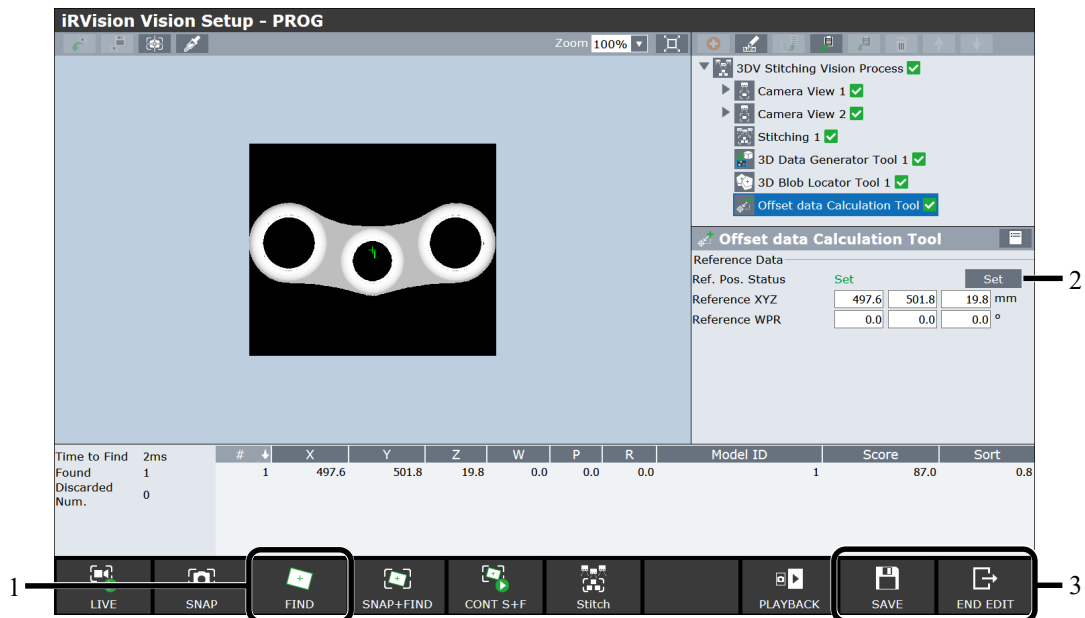 iRVision Vision Setup - PROG
Zoom 100%
3DV Stitching Vision Process
Camera View 1
Camera View 2
Stitching 1
3D Data Generator Tool 1
3D Blob Locator Tool 1
Offset data Calculation Tool
Offset data Calculation Tool
Reference Data
Ref. Pos. Status Set Set 2
Reference XYZ 497.6 501.8 19.8 mm
Reference WPR 0.0 0.0 0.0 °
Time to Find 2ms
Found 1
Discarded Num. 0
# X Y Z W P R Model ID Score Sort
1 497.6 501.8 19.8 0.0 0.0 0.0 1 87.0 0.8
1 3
LIVE SNAP FIND SNAP+FIND CONT S+F Stitch PLAYBACK SAVE END EDIT